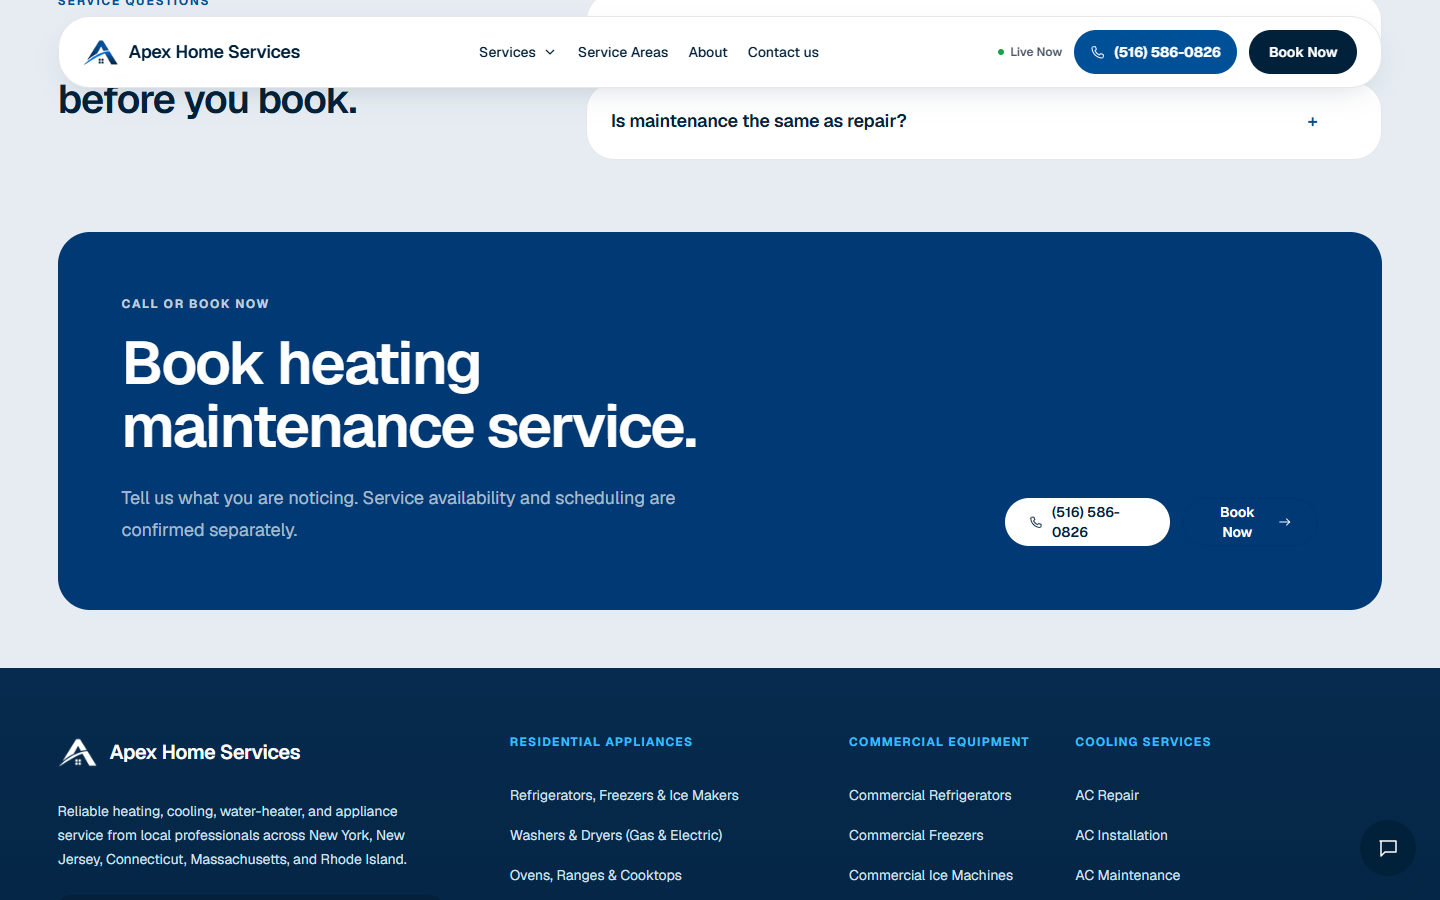 SERVICE QUESTIONS
Apex Home Services
Services
Service Areas
About
Contact us
Live Now
(516) 586-0826
Book Now
before you book.
Is maintenance the same as repair?
+
CALL OR BOOK NOW
Book heating
maintenance service.
Tell us what you are noticing. Service availability and scheduling are
confirmed separately.
(516) 586-
0826
Book
Now
Apex Home Services
Reliable heating, cooling, water-heater, and appliance
service from local professionals across New York, New
Jersey, Connecticut, Massachusetts, and Rhode Island.
RESIDENTIAL APPLIANCES
Refrigerators, Freezers & Ice Makers
Washers & Dryers (Gas & Electric)
Ovens, Ranges & Cooktops
COMMERCIAL EQUIPMENT
Commercial Refrigerators
Commercial Freezers
Commercial Ice Machines
COOLING SERVICES
AC Repair
AC Installation
AC Maintenance